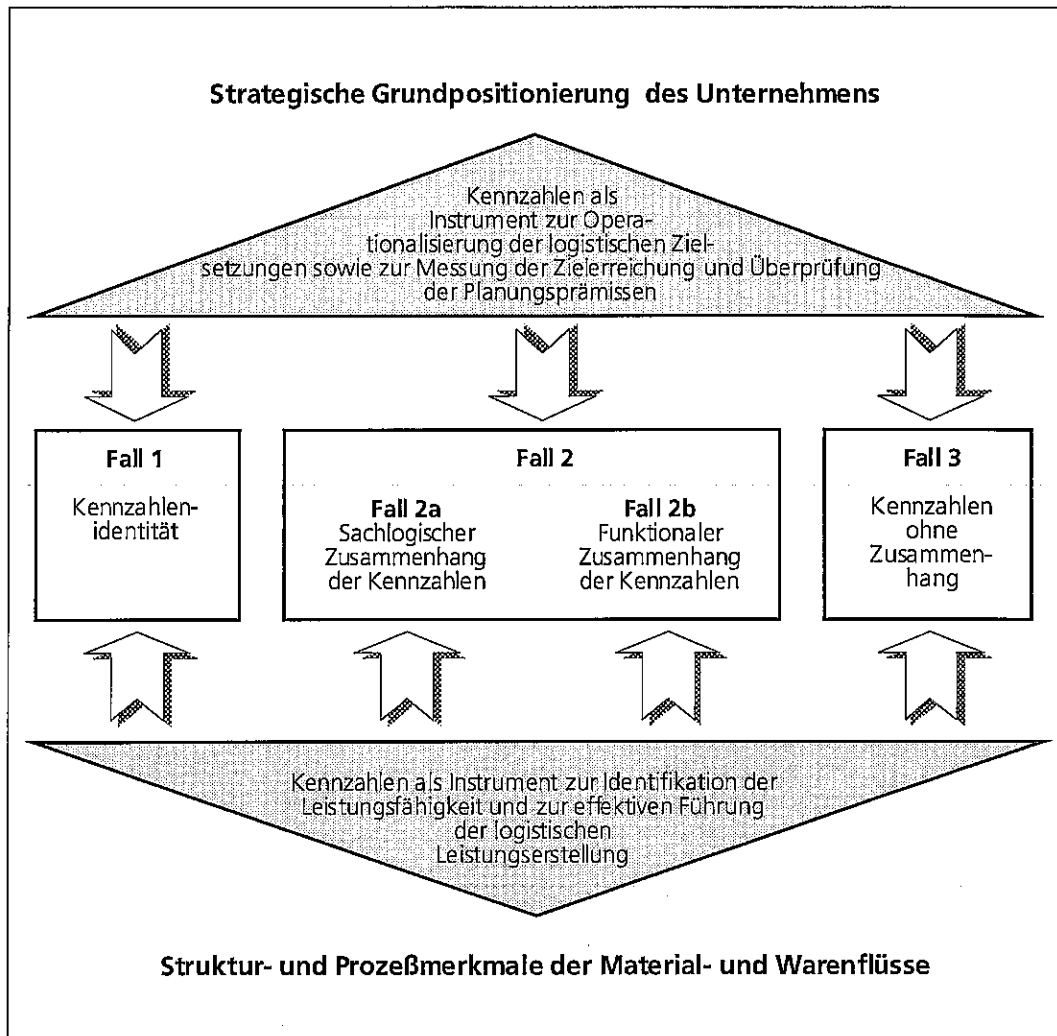 Strategische Grundpositionierung des Unternehmens
Kennzahlen als
Instrument zur Opera-
tionalisierung der logistischen Ziel-
setzungen sowie zur Messung der Zielerreichung und Überprüfung
der Planungsprämissen
Fall 1
Kennzahlen-
identität
Fall 2
Fall 2a
Sachlogischer
Zusammenhang
der Kennzahlen
Fall 2b
Funktionaler
Zusammenhang
der Kennzahlen
Fall 3
Kennzahlen
ohne
Zusammen-
hang
Kennzahlen als Instrument zur Identifikation der
Leistungsfähigkeit und zur effektiven Führung
der logistischen
Leistungserstellung
Struktur- und Prozeßmerkmale der Material- und Warenflüsse